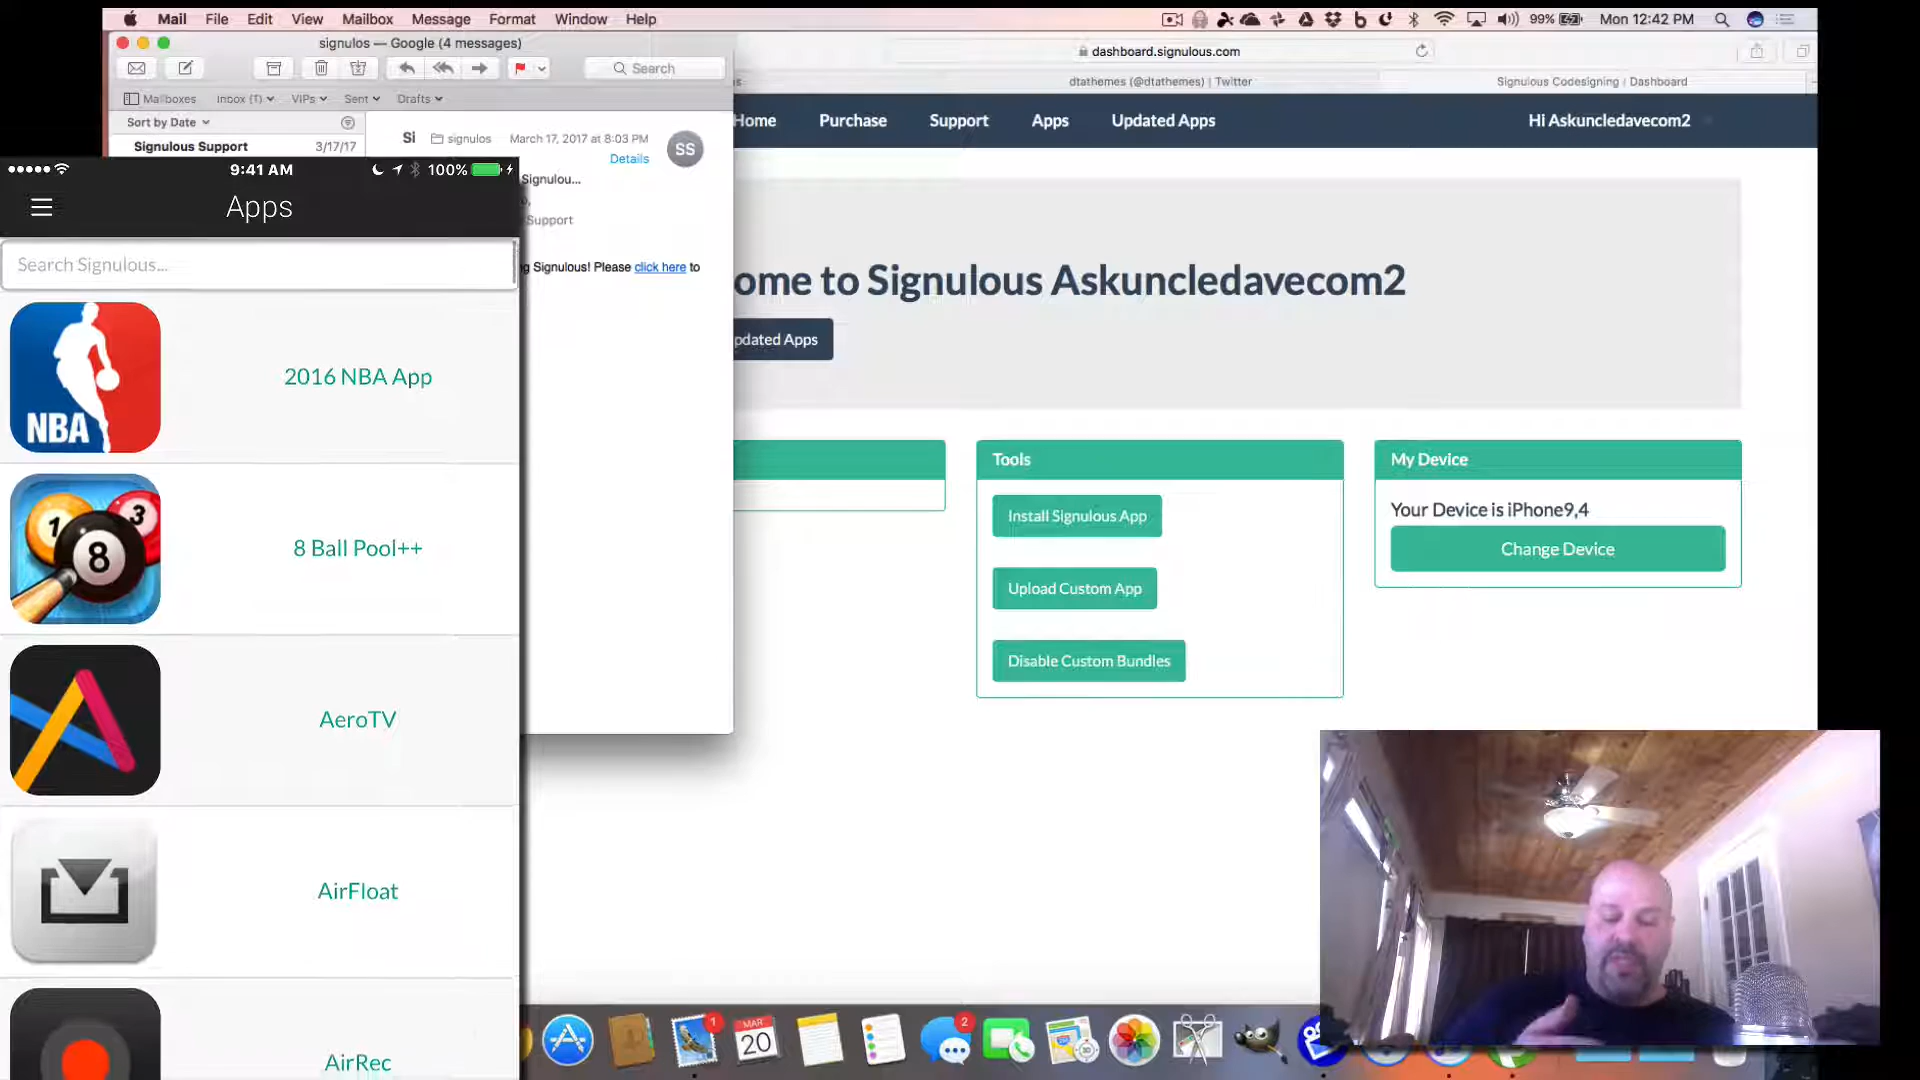 Mail File Edit View Mailbox Message Format Window Help
99% Mon 12:42 PM
signulos — Google (4 messages)
dashboard.signulous.com
Search
dtathemes (@dtathemes) | Twitter
Signulous Codesigning | Dashboard
Mailboxes Inbox (1) VIPs Sent Drafts
Sort by Date
Signulous Support 3/17/17
Si signulos March 17, 2017 at 8:03 PM
SS
Details
Signulou...
Support
Signulous! Please click here to
Home Purchase Support Apps Updated Apps
Hi Askuncledavecom2
ome to Signulous Askuncledavecom2
pdated Apps
Tools
Install Signulous App
Upload Custom App
Disable Custom Bundles
My Device
Your Device is iPhone9,4
Change Device
9:41 AM
100%
Apps
Search Signulous...
NBA
2016 NBA App
1
3
8
8 Ball Pool++
AeroTV
AirFloat
AirRec
1
MAR
20
2